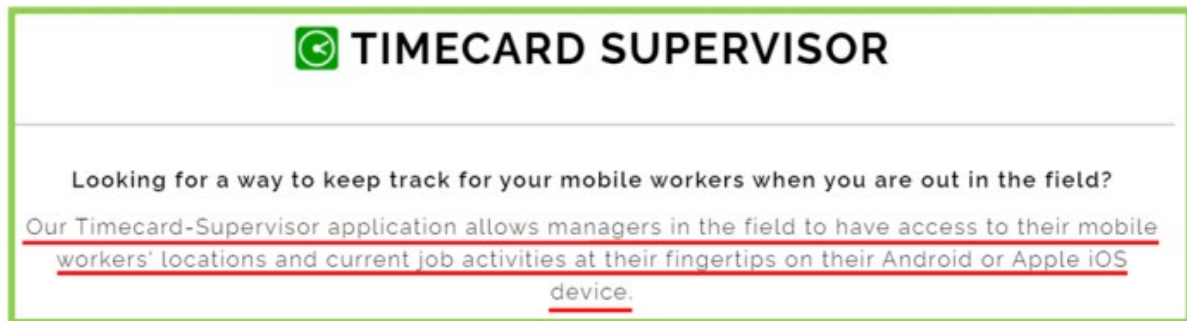 TIMECARD SUPERVISOR
Looking for a way to keep track for your mobile workers when you are out in the field?
Our Timecard-Supervisor application allows managers in the field to have access to their mobile
workers' locations and current job activities at their fingertips on their Android or Apple iOS
device.